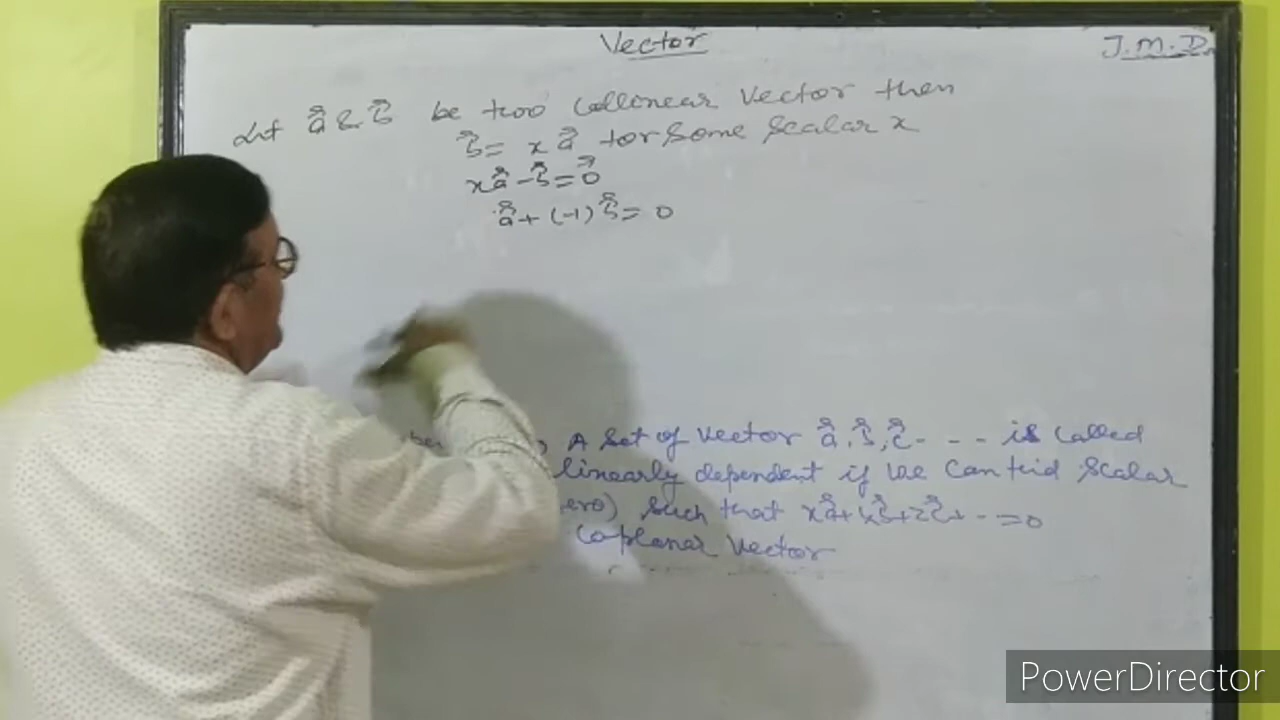 Vector
J.M.D.
Let a⃗ & b⃗ be two Collinear Vector then
b⃗ = x a⃗ for some scalar x
xa⃗ - b⃗ = 0⃗
a⃗ + (-1) b⃗ = 0
A set of vector a⃗, b⃗, c⃗ - - - is called
linearly dependent if we can find scalar
ero) such that xa⃗ + yb⃗ + zc⃗ + - - = 0
Coplanar Vector
PowerDirector